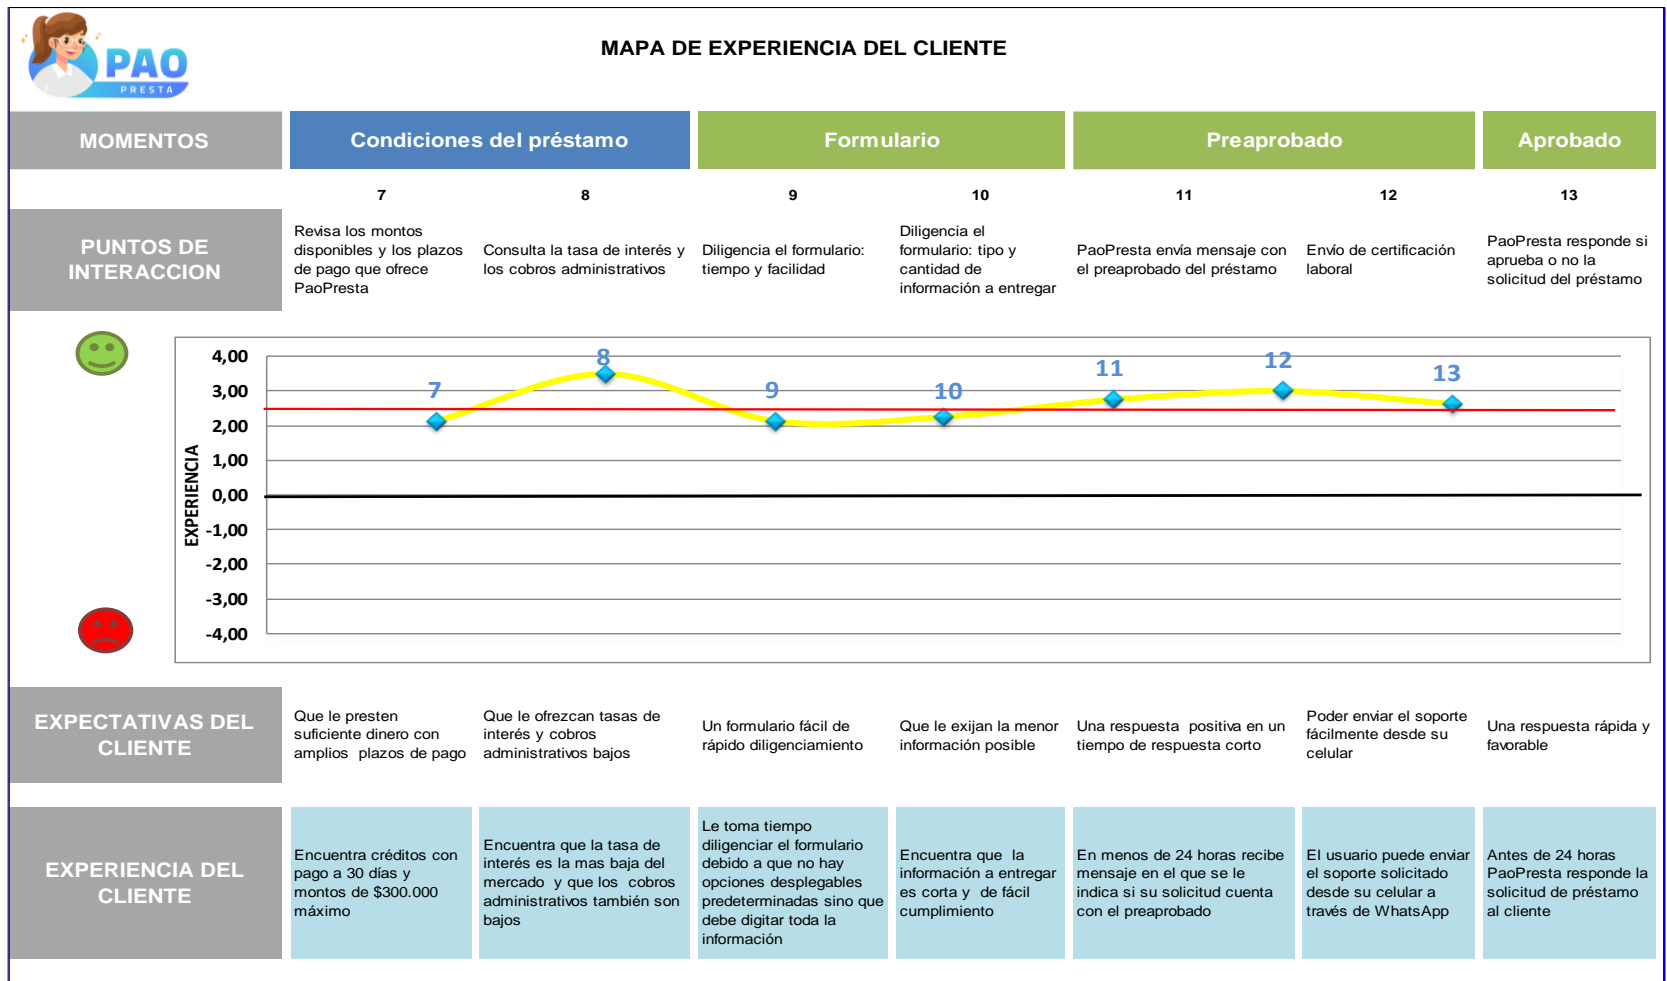 PAO
PRESTA
MAPA DE EXPERIENCIA DEL CLIENTE
MOMENTOS
Condiciones del préstamo
Formulario
Preaprobado
Aprobado
7
8
9
10
11
12
13
PUNTOS DE
INTERACCION
Revisa los montos
disponibles y los plazos
de pago que ofrece
PaoPresta
Consulta la tasa de interés y
los cobros administrativos
Diligencia el formulario:
tiempo y facilidad
Diligencia el
formulario: tipo y
cantidad de
información a entregar
PaoPresta envía mensaje con
el preaprobado del préstamo
Envío de certificación
laboral
PaoPresta responde si
aprueba o no la
solicitud del préstamo
EXPERIENCIA
4,00
3,00
2,00
1,00
0,00
-1,00
-2,00
-3,00
-4,00
7
8
9
10
11
12
13
EXPECTATIVAS DEL
CLIENTE
Que le presten
suficiente dinero con
amplios plazos de pago
Que le ofrezcan tasas de
interés y cobros
administrativos bajos
Un formulario fácil de
rápido diligenciamiento
Que le exijan la menor
información posible
Una respuesta positiva en un
tiempo de respuesta corto
Poder enviar el soporte
fácilmente desde su
celular
Una respuesta rápida y
favorable
EXPERIENCIA DEL
CLIENTE
Encuentra créditos con
pago a 30 días y
montos de $300.000
máximo
Encuentra que la tasa de
interés es la mas baja del
mercado y que los cobros
administrativos también son
bajos
Le toma tiempo
diligenciar el formulario
debido a que no hay
opciones desplegables
predeterminadas sino que
debe digitar toda la
información
Encuentra que la
información a entregar
es corta y de fácil
cumplimiento
En menos de 24 horas recibe
mensaje en el que se le
indica si su solicitud cuenta
con el preaprobado
El usuario puede enviar
el soporte solicitado
desde su celular a
través de WhatsApp
Antes de 24 horas
PaoPresta responde la
solicitud de préstamo
al cliente